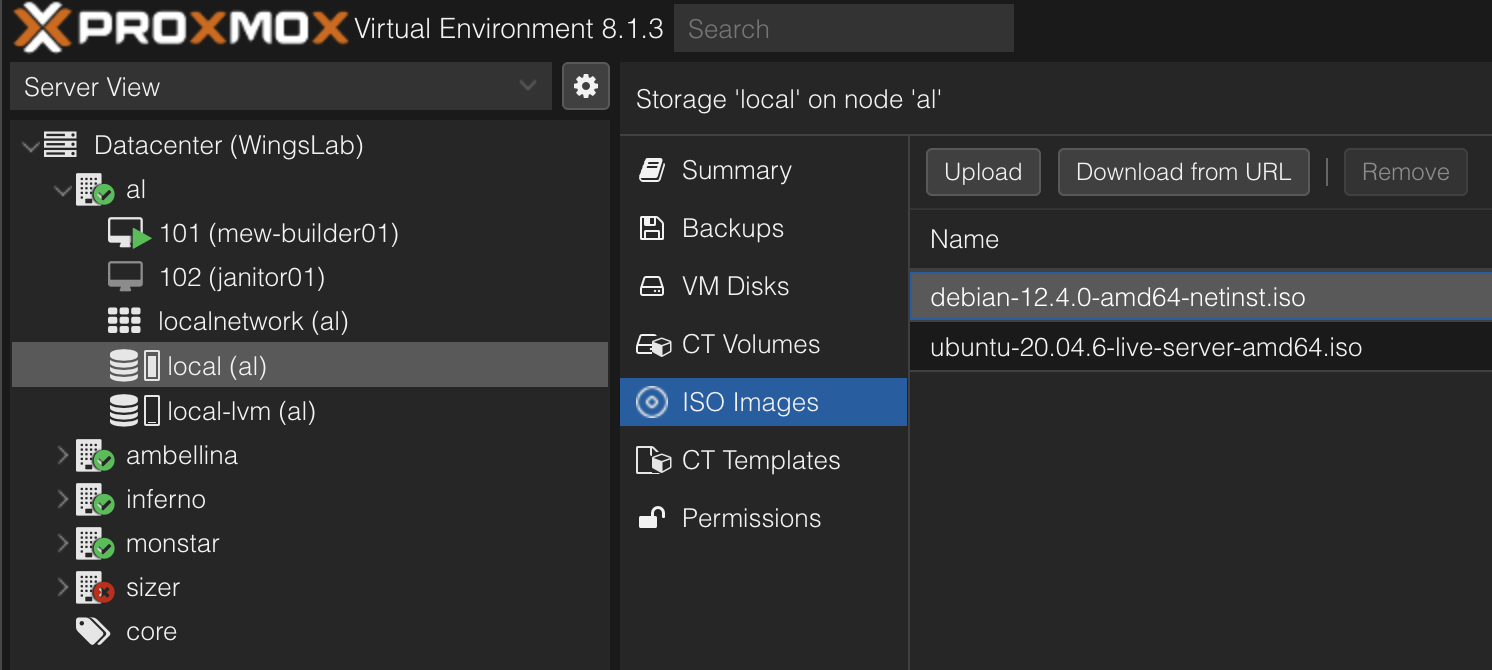 PROXMOX Virtual Environment 8.1.3 Search
Server View
Datacenter (WingsLab)
al
101 (mew-builder01)
102 (janitor01)
localnetwork (al)
local (al)
local-lvm (al)
ambellina
inferno
monstar
sizer
core
Storage 'local' on node 'al'
Summary
Backups
VM Disks
CT Volumes
ISO Images
CT Templates
Permissions
Upload Download from URL Remove
Name
debian-12.4.0-amd64-netinst.iso
ubuntu-20.04.6-live-server-amd64.iso